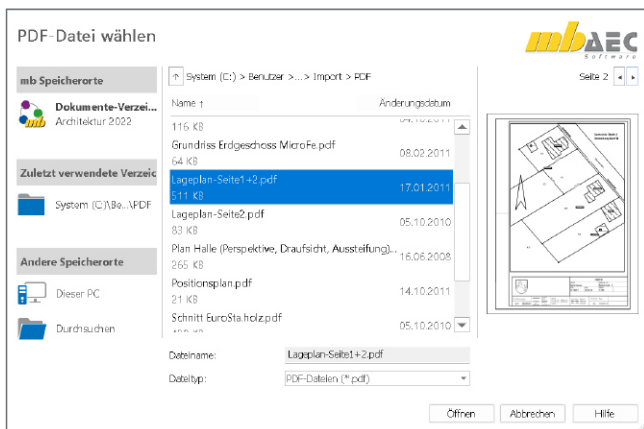 PDF-Datei wählen
mbAEC
Software
mb Speicherorte
Dokumente-Verzei...
Architektur 2022
Zuletzt verwendete Verzeic
System (C:)\Be...\PDF
Andere Speicherorte
Dieser PC
Durchsuchen
System (C:) > Benutzer >...> Import > PDF
Name ↑ Änderungsdatum
116 KB 04.10.2011
Grundriss Erdgeschoss MicroFe.pdf 08.02.2011
64 KB
Lageplan-Seite1+2.pdf 17.01.2011
511 KB
Lageplan-Seite2.pdf 05.10.2010
83 KB
Plan Halle (Perspektive, Draufsicht, Aussteifung)... 16.06.2008
265 KB
Positionsplan.pdf 14.10.2011
21 KB
Schnitt EuroSta.holz.pdf 05.10.2010
Seite 2
Dateiname: Lageplan-Seite1+2.pdf
Dateityp: PDF-Dateien (*.pdf)
Öffnen Abbrechen Hilfe